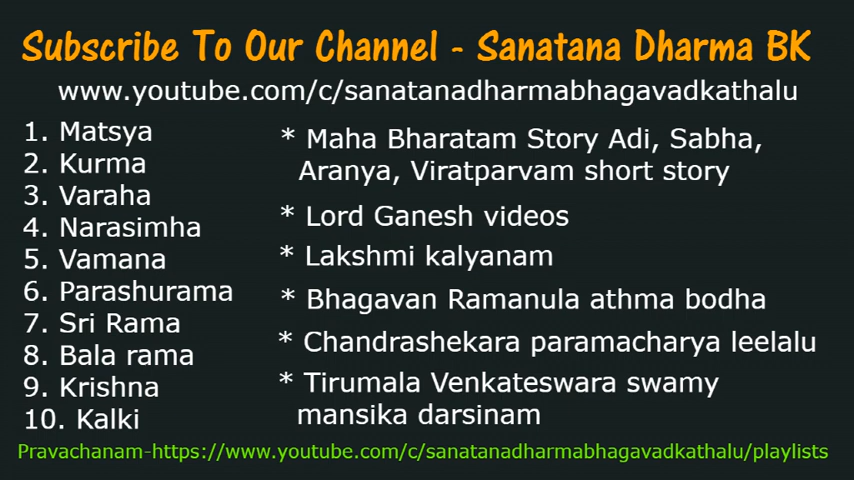 Subscribe To Our Channel - Sanatana Dharma BK
www.youtube.com/c/sanatanadharmabhagavadkathalu
1. Matsya
2. Kurma
3. Varaha
4. Narasimha
5. Vamana
6. Parashurama
7. Sri Rama
8. Bala rama
9. Krishna
10. Kalki
* Maha Bharatam Story Adi, Sabha,
Aranya, Viratparvam short story
* Lord Ganesh videos
* Lakshmi kalyanam
* Bhagavan Ramanula athma bodha
* Chandrashekara paramacharya leelalu
* Tirumala Venkateswara swamy
mansika darsinam
Pravachanam-https://www.youtube.com/c/sanatanadharmabhagavadkathalu/playlists